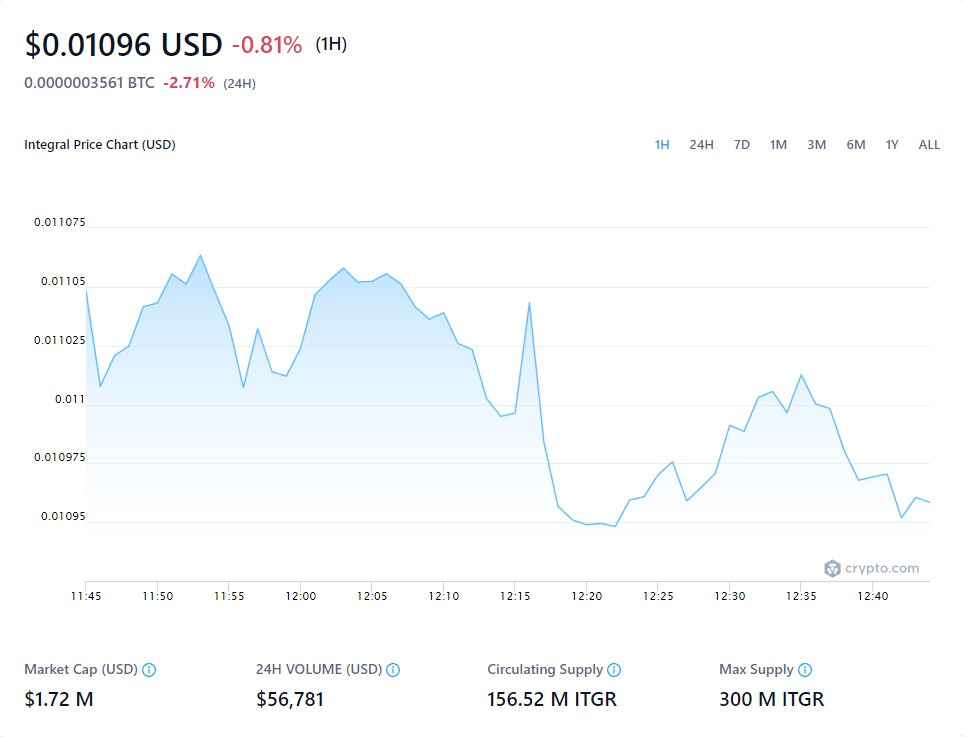 $0.01096 USD -0.81% (1H)
0.0000003561 BTC -2.71% (24H)
Integral Price Chart (USD)
1H 24H 7D 1M 3M 6M 1Y ALL
0.011075
0.01105
0.011025
0.011
0.010975
0.01095
crypto.com
11:45 11:50 11:55 12:00 12:05 12:10 12:15 12:20 12:25 12:30 12:35 12:40
Market Cap (USD) 24H VOLUME (USD) Circulating Supply Max Supply
$1.72 M $56,781 156.52 M ITGR 300 M ITGR